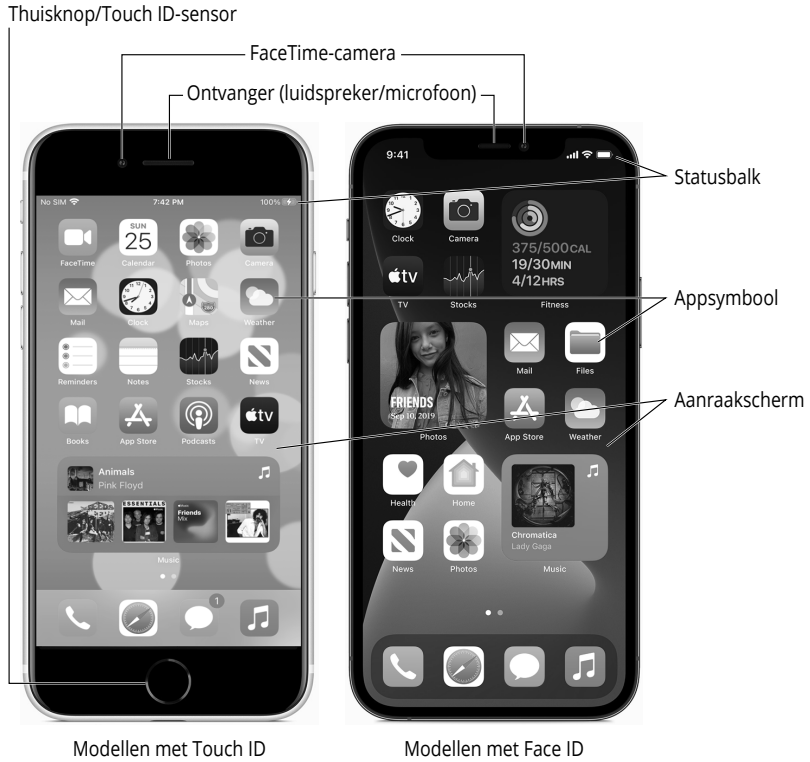 Thuisknop/Touch ID-sensor
FaceTime-camera
Ontvanger (luidspreker/microfoon)
Statusbalk
Appsymbool
Aanraakscherm
No SIM 7:42 PM 100%
SUN
25
FaceTime Calendar Photos Camera
280
Mail Clock Maps Weather
Reminders Notes Stocks News
tv
Books App Store Podcasts TV
Animals
Pink Floyd
ESSENTIALS
Friends
Mix
Music
1
9:41
Clock Camera
375/500CAL
19/30MIN
4/12HRS
tv
TV Stocks Fitness
Mail Files
FRIENDS
Sep 10, 2019
Photos App Store Weather
Health Home
Chromatica
Lady Gaga
News Photos Music
Modellen met Touch ID
Modellen met Face ID